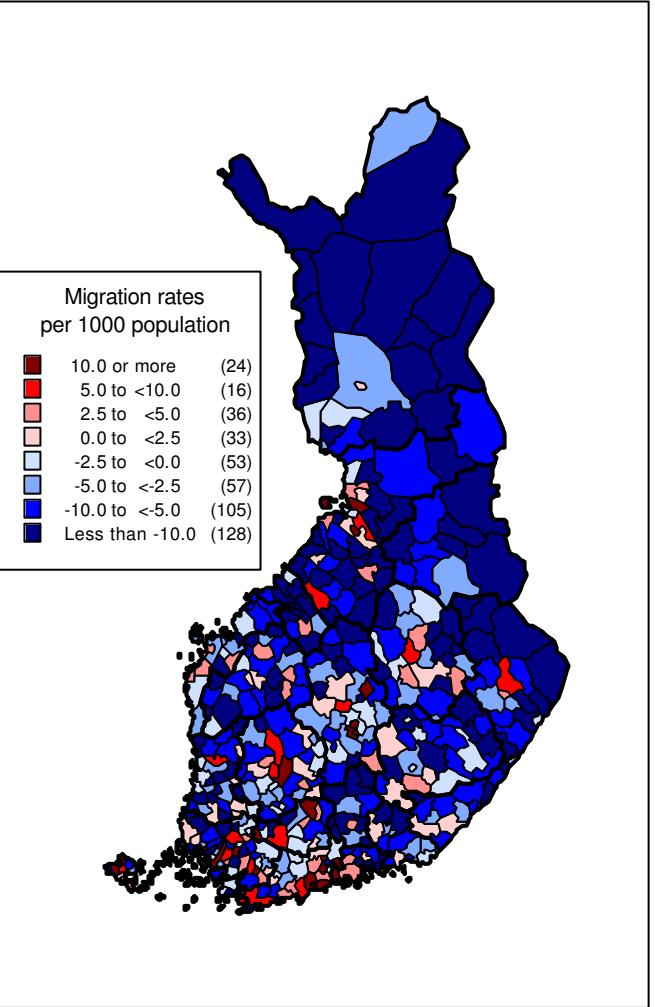 Migration rates
per 1000 population
10.0 or more (24)
5.0 to <10.0 (16)
2.5 to <5.0 (36)
0.0 to <2.5 (33)
-2.5 to <0.0 (53)
-5.0 to <-2.5 (57)
-10.0 to <-5.0 (105)
Less than -10.0 (128)